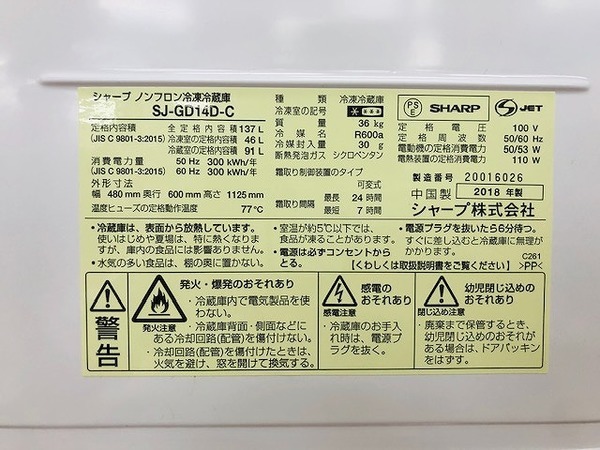 シャープ ノンフロン冷凍冷蔵庫
SJ-GD14D-C
定格内容積 全定格内容積 137 L
(JIS C 9801-3:2015) 冷凍室の定格内容積 46 L
冷蔵室の定格内容積 91 L
消費電力量 50 Hz 300 kWh/年
(JIS C 9801-3:2015) 60 Hz 300 kWh/年
外形寸法
幅 480 mm 奥行 600 mm 高さ 1125 mm
温度ヒューズの定格動作温度 77℃
種類 冷凍冷蔵庫
冷凍室の記号
質量 36 kg
冷媒名 R600a
冷媒封入量 30 g
断熱発泡ガス シクロペンタン
霜取り制御装置のタイプ
可変式
霜取り間隔 最長 24 時間
最短 7 時間
PS
E
SHARP
S JET
定格電圧 100 V
定格周波数 50/60 Hz
電動機の定格消費電力 50/53 W
電熱装置の定格消費電力 110 W
製造番号 20016026
中国製 2018 年製
シャープ株式会社
●冷蔵庫は、表面から放熱しています。
使いはじめや夏場は、特に熱くなりま
すが、庫内の食品には影響ありません。
●水気の多い食品は、棚の奥に置かない。
●室温が約5℃以下では、
食品が凍ることがあります。
●電源は必ずコンセントから
とる。
●電源プラグを抜いたら6分待つ。
すぐに差し込むと冷蔵庫に無理が
かかります。
【くわしくは取扱説明書をご覧ください】
C261
>PP<
警告
発火注意
発火・爆発のおそれあり
●冷蔵庫内で電気製品を使
わない。
●冷蔵庫背面・側面などに
ある冷却回路(配管)を傷付けない。
●冷却回路(配管)を傷付けたときは、
火気を避け、窓を開けて換気する。
感電注意
感電の
おそれあり
●冷蔵庫のお手入
れ時は、電源プ
ラグを抜く。
閉じ込め注意
幼児閉じ込め
のおそれあり
●廃棄まで保管するとき、
幼児閉じ込めのおそれが
ある場合は、ドアパッキン
をはずす。